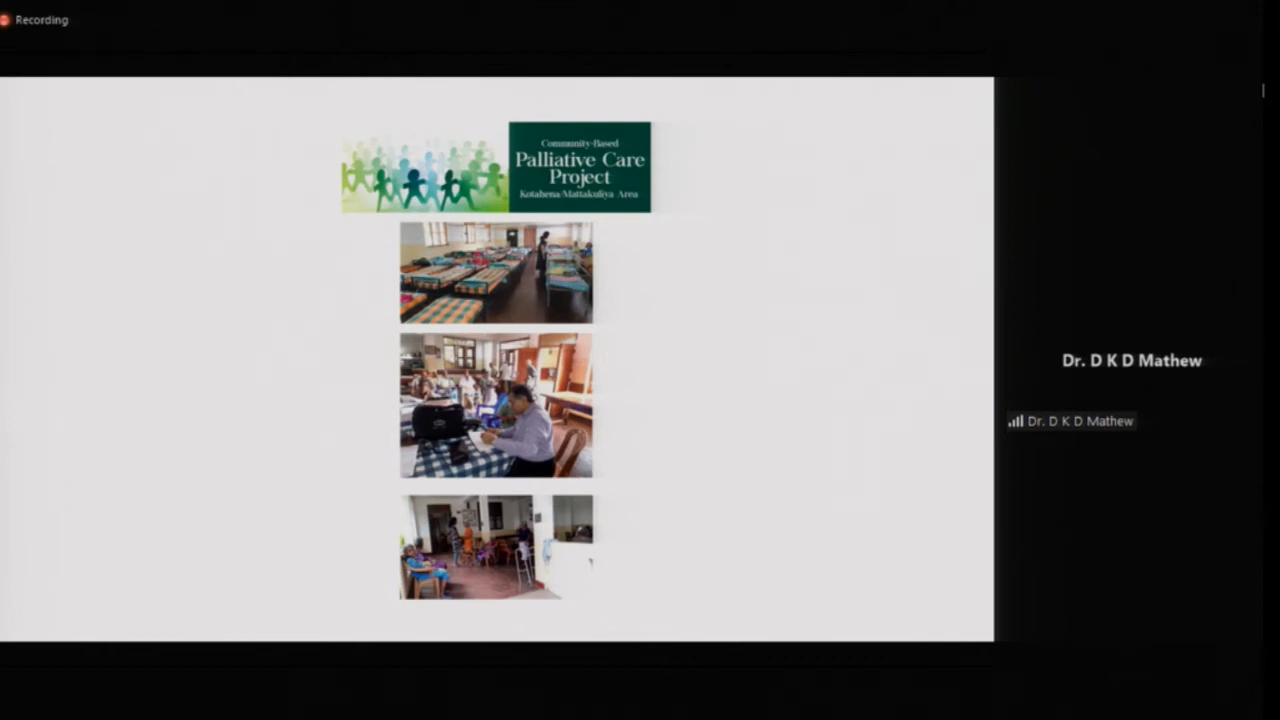 Recording
Community-Based
Palliative Care
Project
Kotahena/Mattakuliya Area
Dr. D K D Mathew
Dr. D K D Mathew